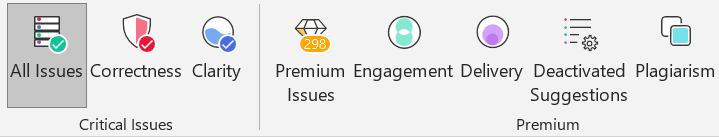 298
All Issues Correctness Clarity Premium Issues Engagement Delivery Deactivated Suggestions Plagiarism
Critical Issues Premium